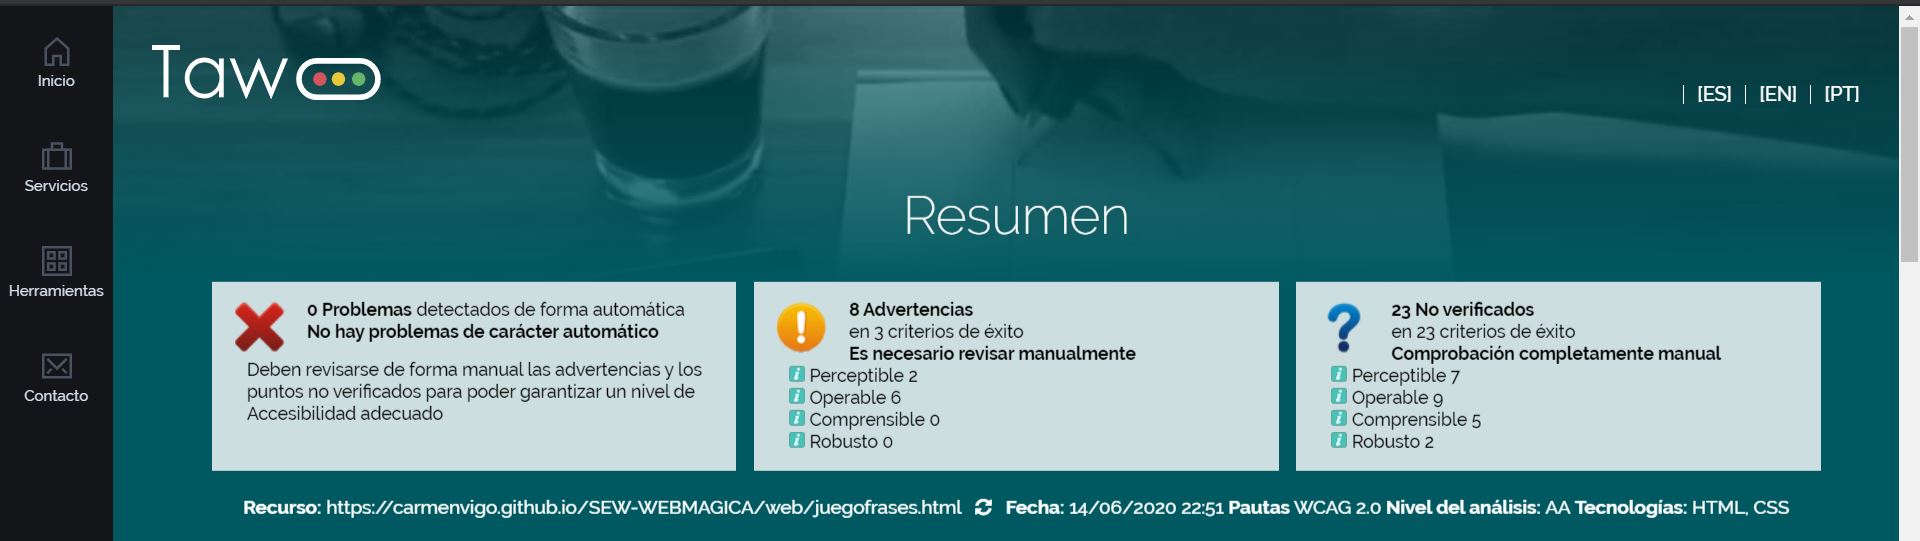 Taw
[ES] [EN] [PT]
Inicio
Servicios
Herramientas
Contacto
Resumen
0 Problemas detectados de forma automática
No hay problemas de carácter automático
Deben revisarse de forma manual las advertencias y los
puntos no verificados para poder garantizar un nivel de
Accesibilidad adecuado
8 Advertencias
en 3 criterios de éxito
Es necesario revisar manualmente
Perceptible 2
Operable 6
Comprensible 0
Robusto 0
23 No verificados
en 23 criterios de éxito
Comprobación completamente manual
Perceptible 7
Operable 9
Comprensible 5
Robusto 2
Recurso: https://carmenvigo.github.io/SEW-WEBMAGICA/web/juegofrases.html Fecha: 14/06/2020 22:51 Pautas WCAG 2.0 Nivel del análisis: AA Tecnologías: HTML, CSS